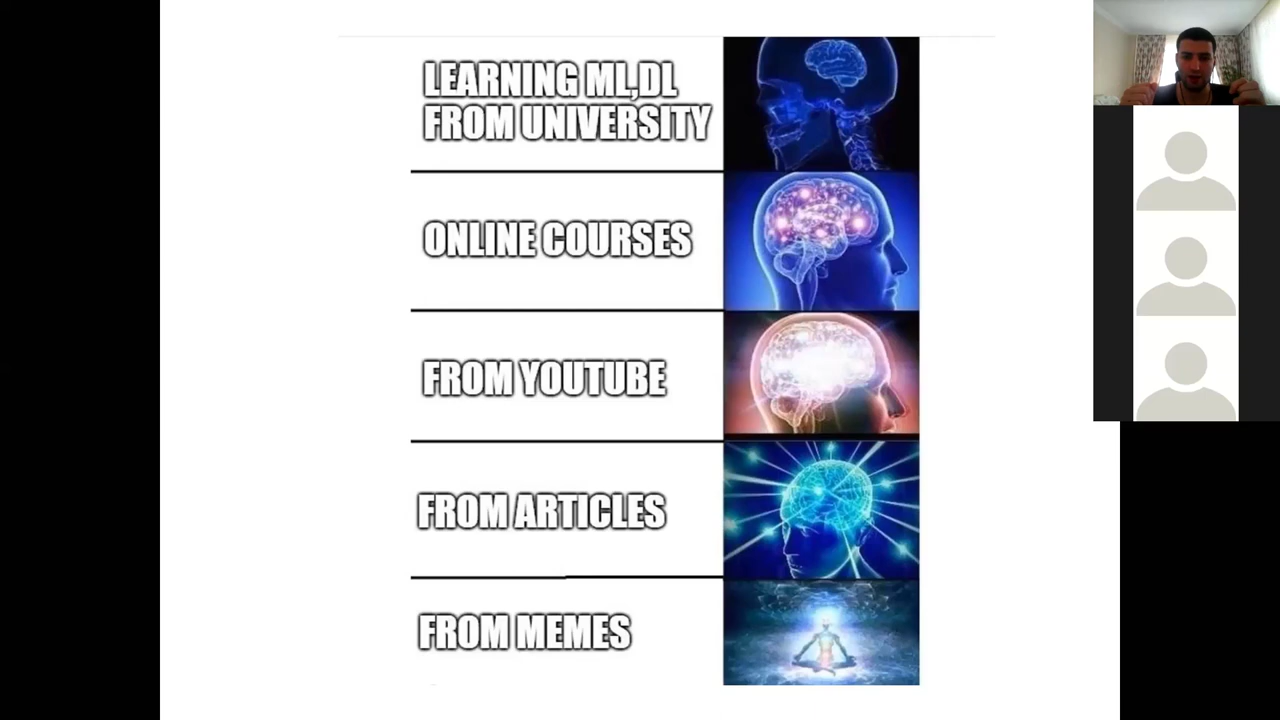 LEARNING ML,DL
FROM UNIVERSITY
ONLINE COURSES
FROM YOUTUBE
FROM ARTICLES
FROM MEMES